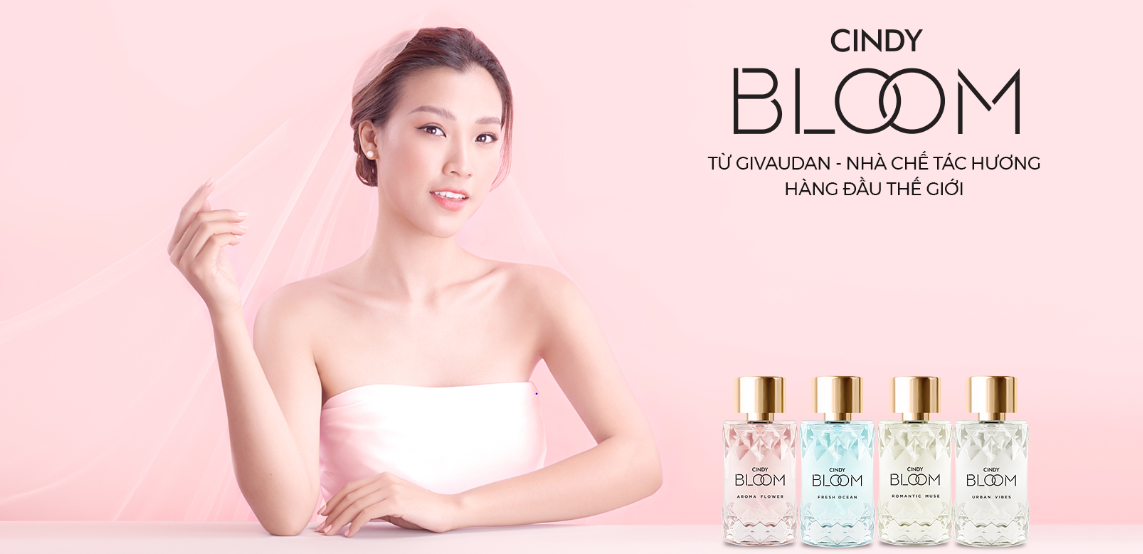 CINDY
BLOOM
TỪ GIVAUDAN - NHÀ CHẾ TÁC HƯƠNG
HÀNG ĐẦU THẾ GIỚI
CINDY
BLOOM
AROMA FLOWER
CINDY
BLOOM
FRESH OCEAN
CINDY
BLOOM
ROMANTIC MUSE
CINDY
BLOOM
URBAN VIBES